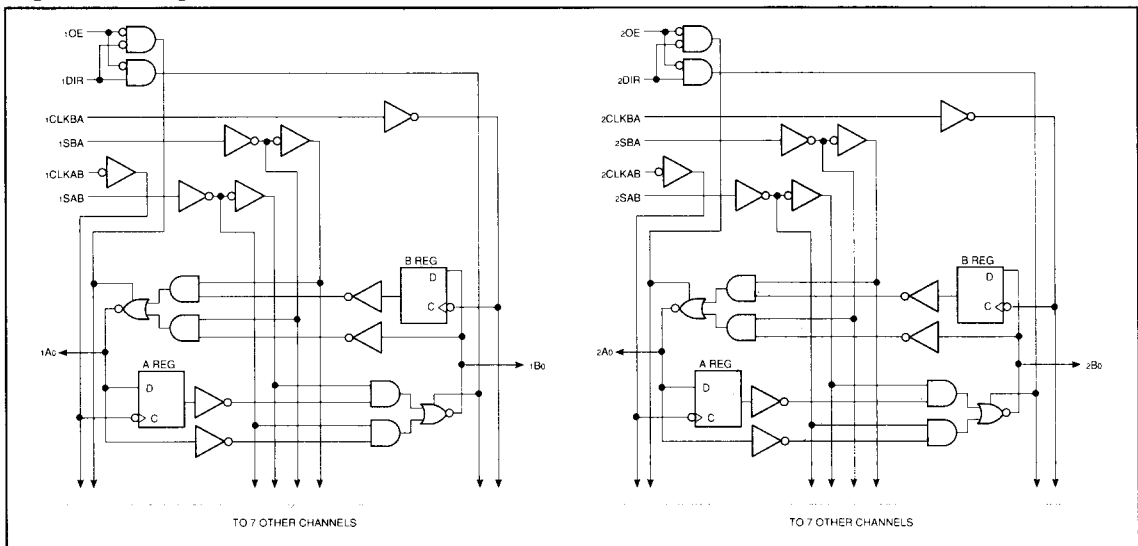 1OE
1DIR
1CLKBA
1SBA
1CLKAB
1SAB
B REG
D
C
1A0
1B0
A REG
D
C
TO 7 OTHER CHANNELS
2OE
2DIR
2CLKBA
2SBA
2CLKAB
2SAB
B REG
D
C
2A0
2B0
A REG
D
C
TO 7 OTHER CHANNELS